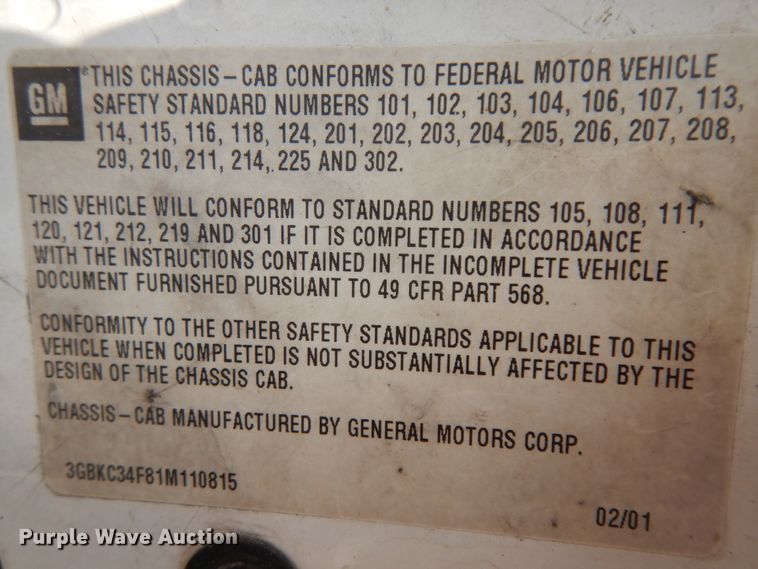 GM
® THIS CHASSIS-CAB CONFORMS TO FEDERAL MOTOR VEHICLE
SAFETY STANDARD NUMBERS 101, 102, 103, 104, 106, 107, 113,
114, 115, 116, 118, 124, 201, 202, 203, 204, 205, 206, 207, 208,
209, 210, 211, 214, 225 AND 302.
THIS VEHICLE WILL CONFORM TO STANDARD NUMBERS 105, 108, 111,
120, 121, 212, 219 AND 301 IF IT IS COMPLETED IN ACCORDANCE
WITH THE INSTRUCTIONS CONTAINED IN THE INCOMPLETE VEHICLE
DOCUMENT FURNISHED PURSUANT TO 49 CFR PART 568.
CONFORMITY TO THE OTHER SAFETY STANDARDS APPLICABLE TO THIS
VEHICLE WHEN COMPLETED IS NOT SUBSTANTIALLY AFFECTED BY THE
DESIGN OF THE CHASSIS CAB.
CHASSIS-CAB MANUFACTURED BY GENERAL MOTORS CORP.
3GBKC34F81M110815
02/01
Purple Wave Auction